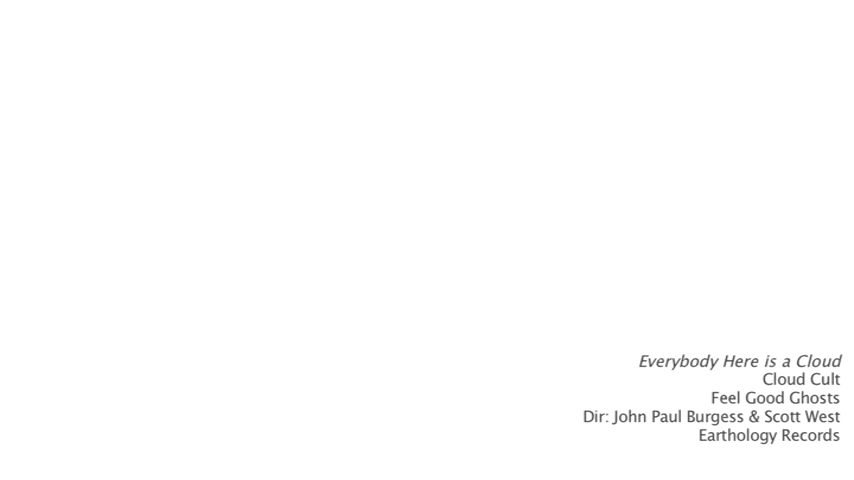 Everybody Here is a Cloud
Cloud Cult
Feel Good Ghosts
Dir: John Paul Burgess & Scott West
Earthology Records